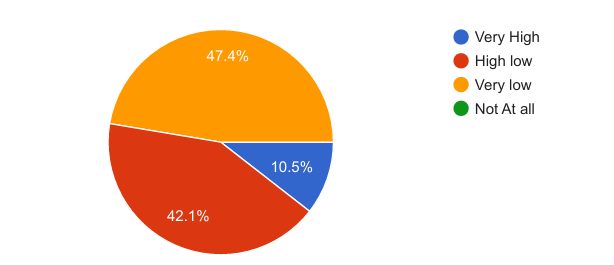 47.4%
10.5%
42.1%
Very High
High low
Very low
Not At all